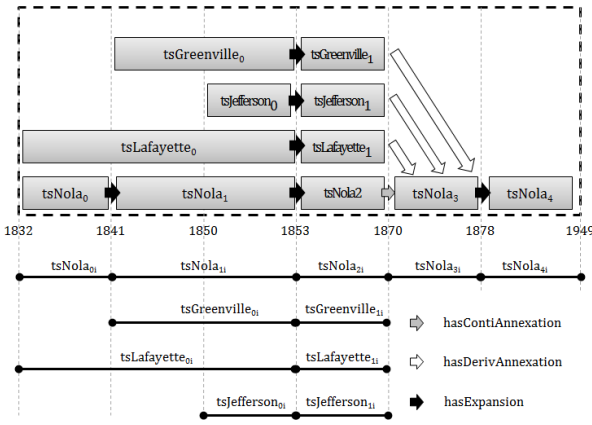 tsGreenville₀ tsGreenville₁
tsJefferson₀ tsJefferson₁
tsLafayette₀ tsLafayette₁
tsNola₀ tsNola₁ tsNola2 tsNola₃ tsNola₄
1832 1841 1850 1853 1870 1878 1949
tsNola₀ᵢ tsNola₁ᵢ tsNola₂ᵢ tsNola₃ᵢ tsNola₄ᵢ
tsGreenville₀ᵢ tsGreenville₁ᵢ
hasContiAnnexation
tsLafayette₀ᵢ tsLafayette₁ᵢ
hasDerivAnnexation
tsJefferson₀ᵢ tsJefferson₁ᵢ
hasExpansion